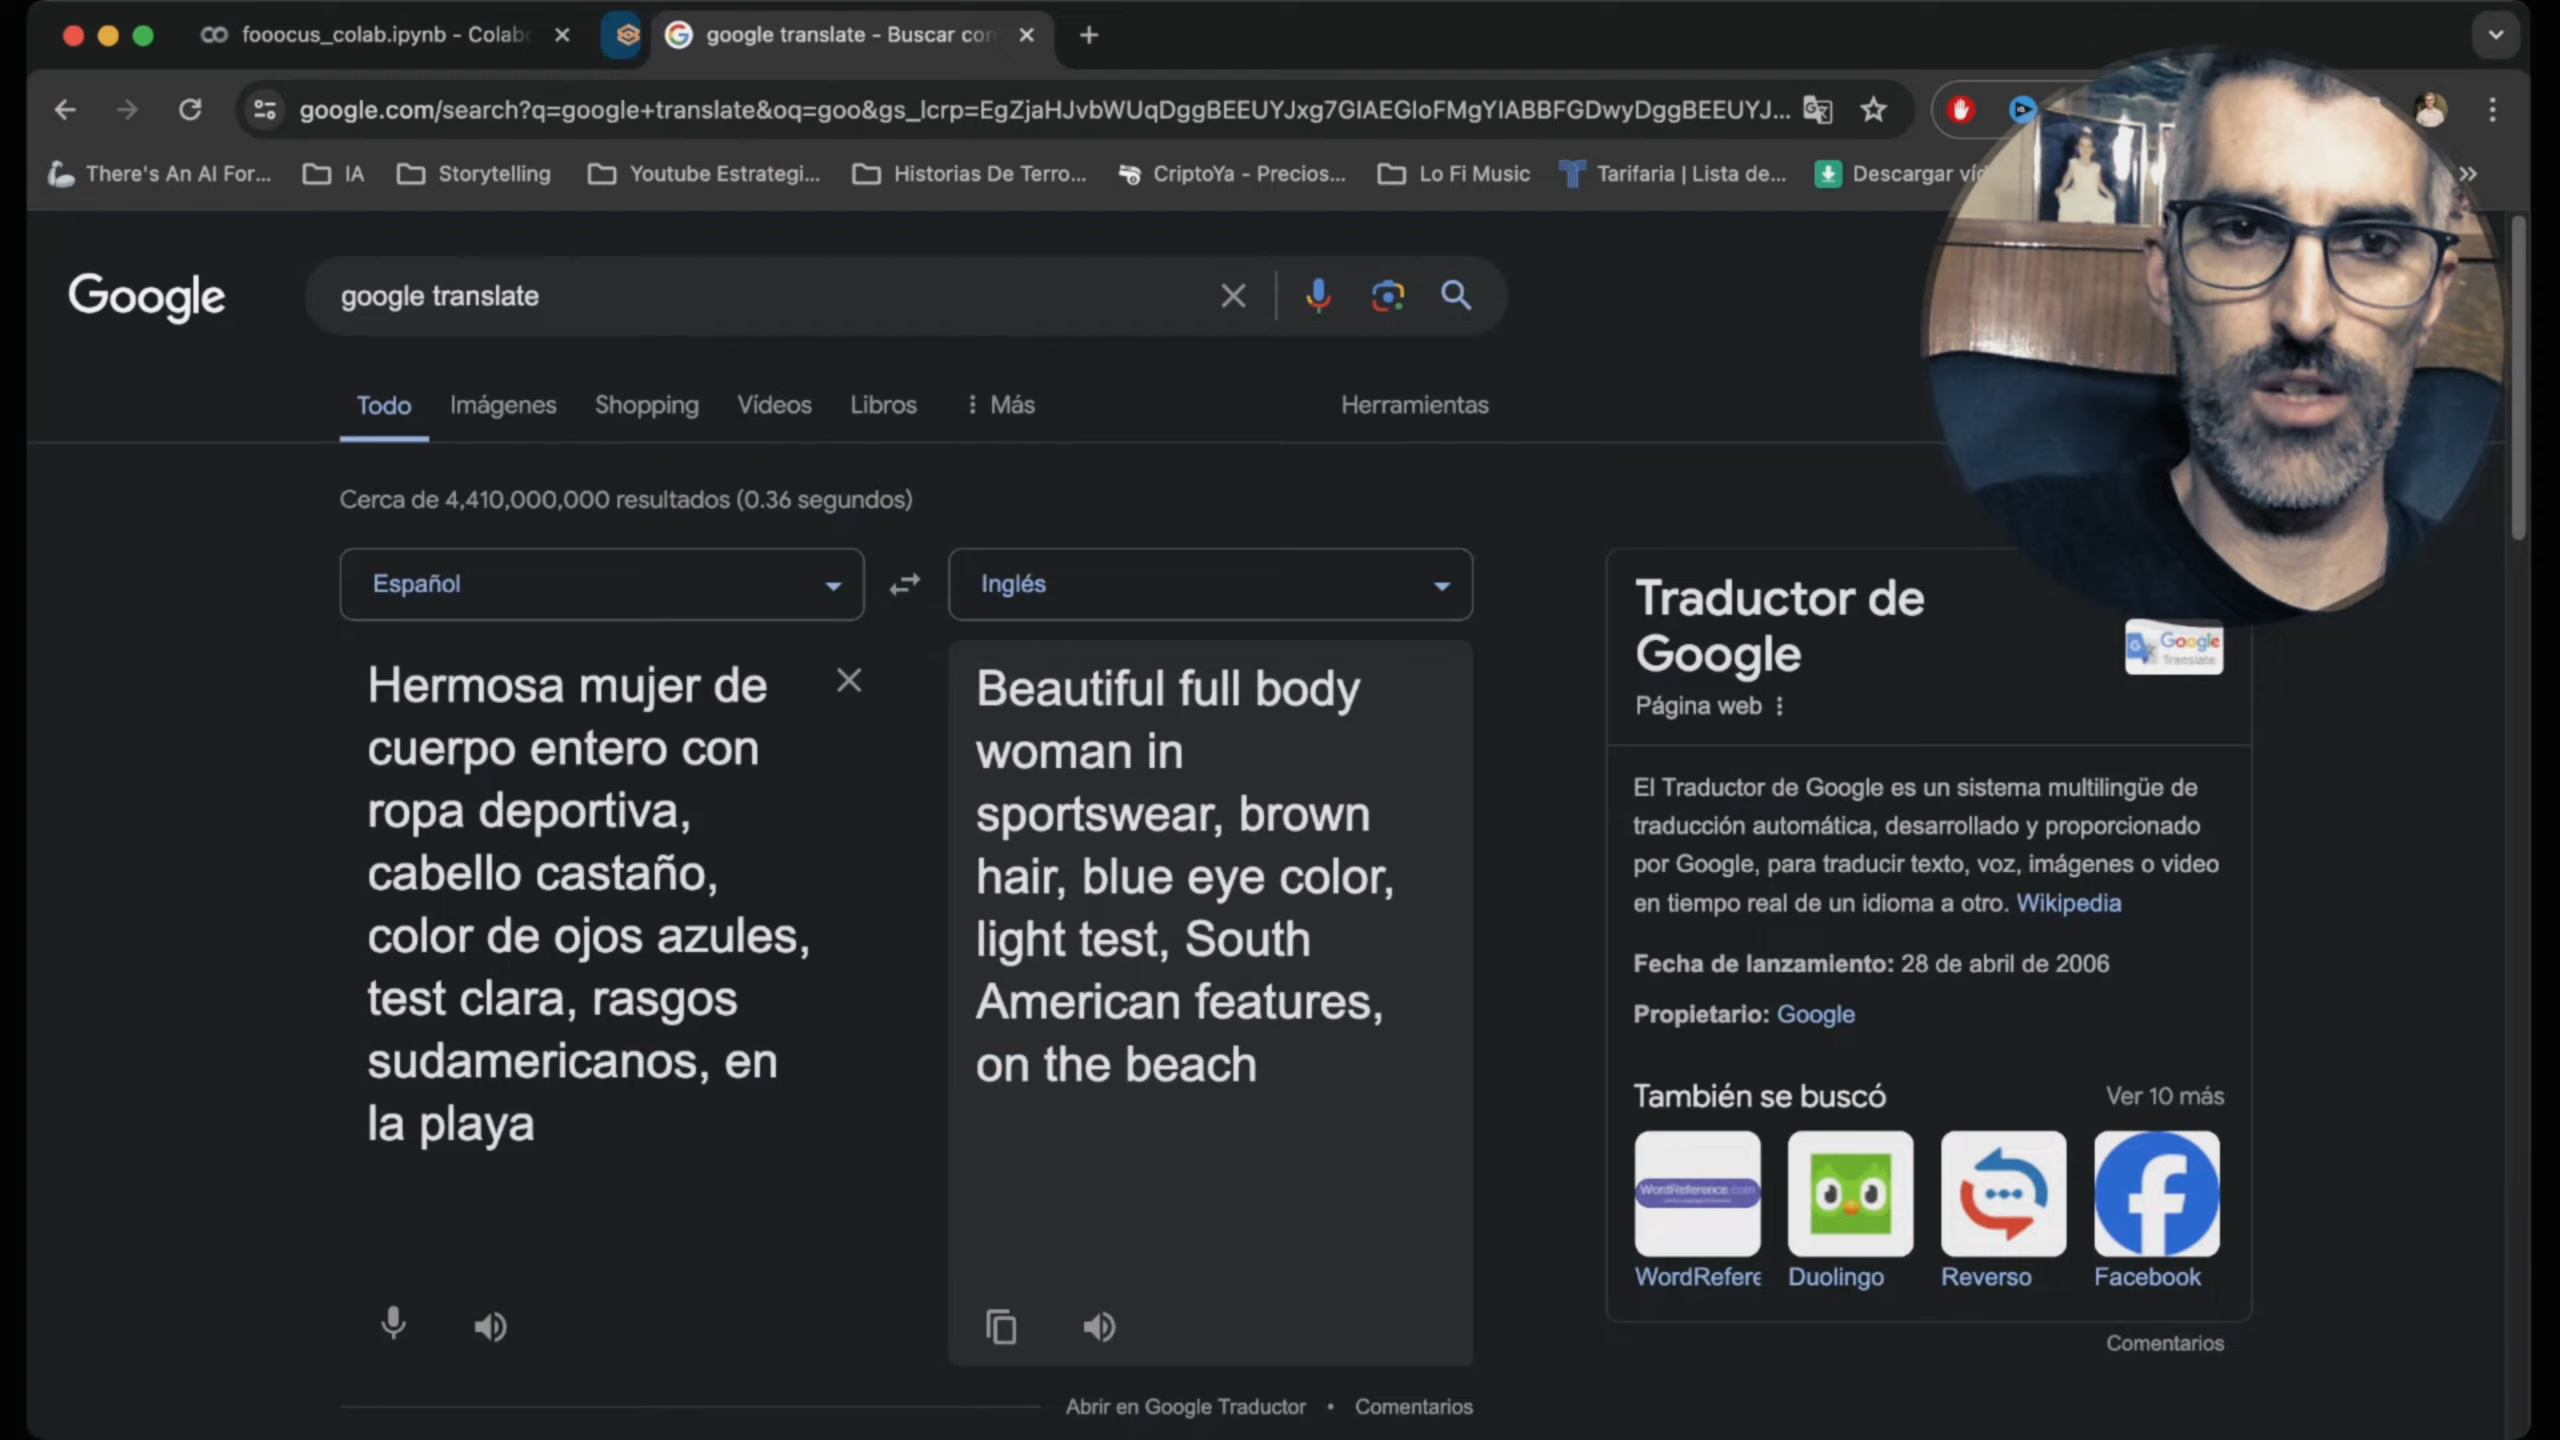 fooocus_colab.ipynb - Colab
google translate - Buscar con
google.com/search?q=google+translate&oq=goo&gs_lcrp=EgZjaHJvbWUqDggBEEUYJxg7GIAEGIoFMgYIABBFGDwyDggBEEUYJ...
There's An AI For...
IA
Storytelling
Youtube Estrategi...
Historias De Terro...
CriptoYa - Precios...
Lo Fi Music
Tarifaria | Lista de...
Descargar víd
Google
google translate
Todo
Imágenes
Shopping
Vídeos
Libros
Más
Herramientas
Cerca de 4,410,000,000 resultados (0.36 segundos)
Español
Inglés
Hermosa mujer de
cuerpo entero con
ropa deportiva,
cabello castaño,
color de ojos azules,
test clara, rasgos
sudamericanos, en
la playa
Beautiful full body
woman in
sportswear, brown
hair, blue eye color,
light test, South
American features,
on the beach
Abrir en Google Traductor • Comentarios
Traductor de
Google
Google
Translate
Página web
El Traductor de Google es un sistema multilingüe de
traducción automática, desarrollado y proporcionado
por Google, para traducir texto, voz, imágenes o video
en tiempo real de un idioma a otro. Wikipedia
Fecha de lanzamiento: 28 de abril de 2006
Propietario: Google
También se buscó
Ver 10 más
WordReference.com
WordRefere
Duolingo
Reverso
Facebook
Comentarios